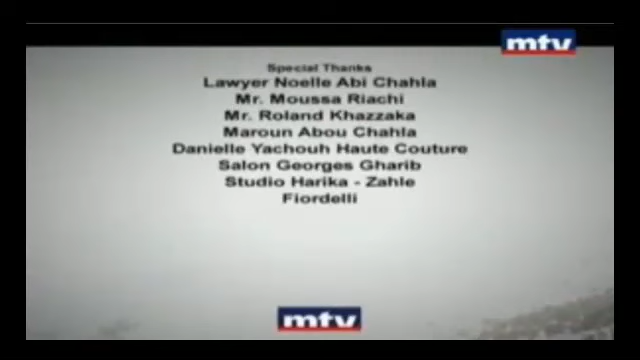 mtv
Special Thanks
Lawyer Noelle Abi Chahla
Mr. Moussa Riachi
Mr. Roland Khazzaka
Maroun Abou Chahla
Danielle Yachouh Haute Couture
Salon Georges Gharib
Studio Harika - Zahle
Fiordelli
mtv